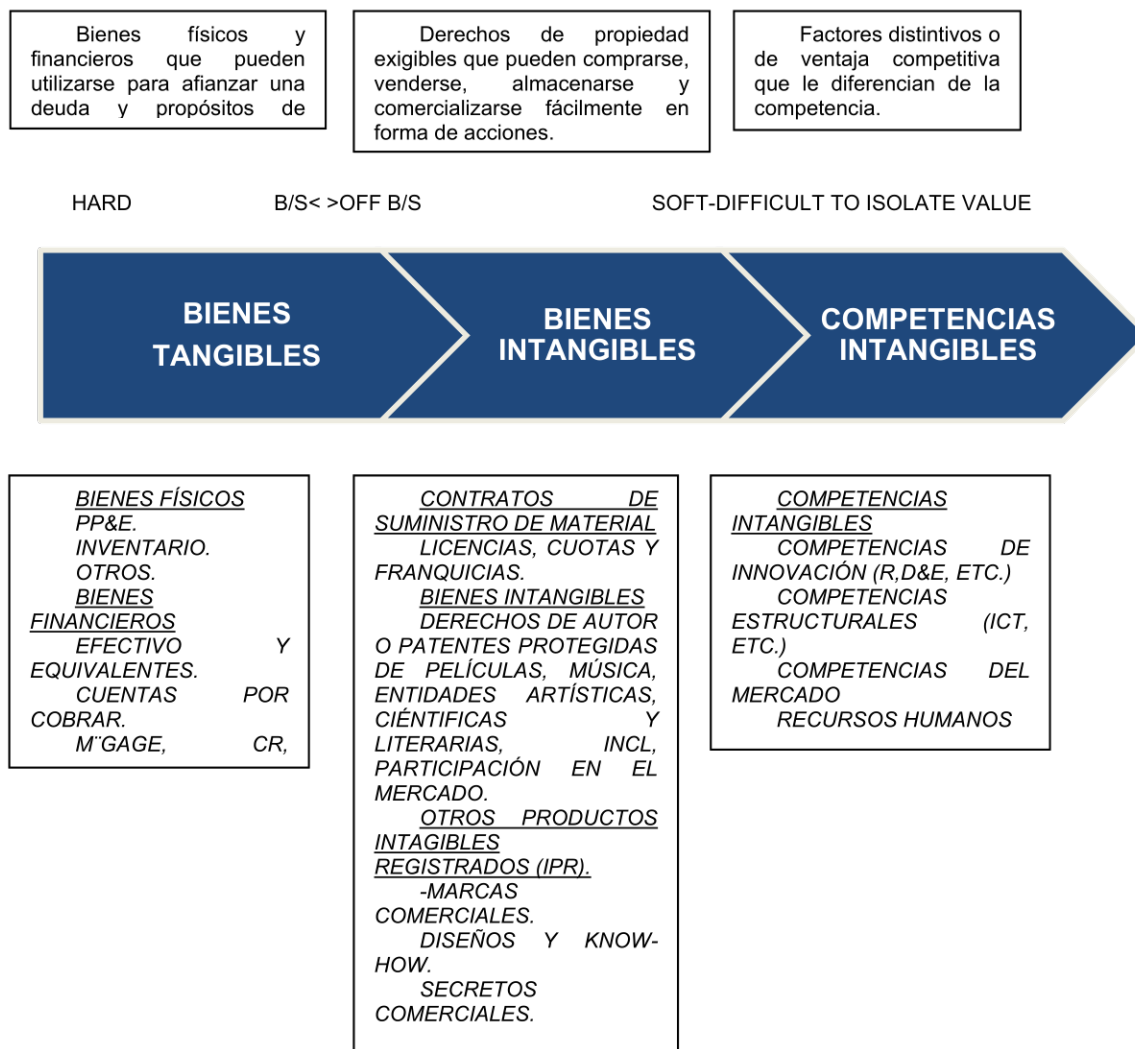 Bienes físicos y
financieros que pueden
utilizarse para afianzar una
deuda y propósitos de
Derechos de propiedad
exigibles que pueden comprarse,
venderse, almacenarse y
comercializarse fácilmente en
forma de acciones.
Factores distintivos o
de ventaja competitiva
que le diferencian de la
competencia.
HARD
B/S< >OFF B/S
SOFT-DIFFICULT TO ISOLATE VALUE
BIENES
TANGIBLES
BIENES
INTANGIBLES
COMPETENCIAS
INTANGIBLES
BIENES FÍSICOS
PP&E.
INVENTARIO.
OTROS.
BIENES
FINANCIEROS
EFECTIVO Y
EQUIVALENTES.
CUENTAS POR
COBRAR.
M¨GAGE, CR,
CONTRATOS DE
SUMINISTRO DE MATERIAL
LICENCIAS, CUOTAS Y
FRANQUICIAS.
BIENES INTANGIBLES
DERECHOS DE AUTOR
O PATENTES PROTEGIDAS
DE PELÍCULAS, MÚSICA,
ENTIDADES ARTÍSTICAS,
CIÉNTIFICAS Y
LITERARIAS, INCL,
PARTICIPACIÓN EN EL
MERCADO.
OTROS PRODUCTOS
INTAGIBLES
REGISTRADOS (IPR).
-MARCAS
COMERCIALES.
DISEÑOS Y KNOW-
HOW.
SECRETOS
COMERCIALES.
COMPETENCIAS
INTANGIBLES
COMPETENCIAS DE
INNOVACIÓN (R,D&E, ETC.)
COMPETENCIAS
ESTRUCTURALES (ICT,
ETC.)
COMPETENCIAS DEL
MERCADO
RECURSOS HUMANOS